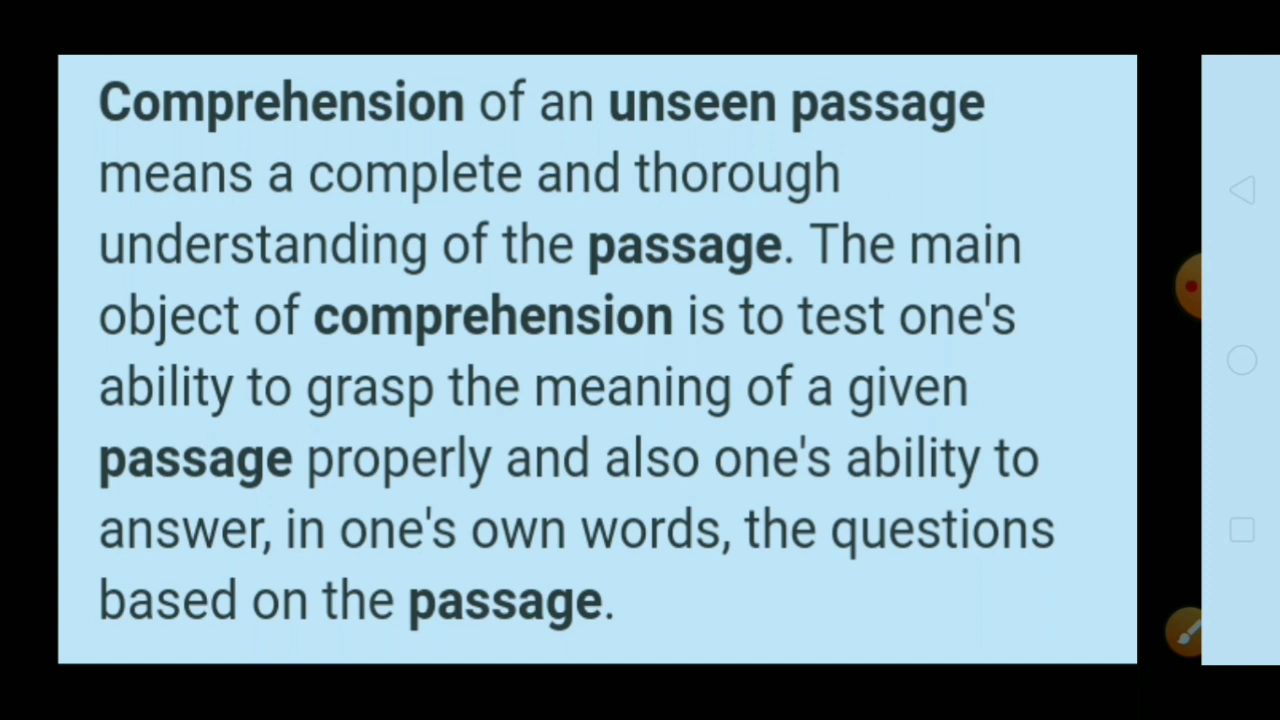 Comprehension of an unseen passage
means a complete and thorough
understanding of the passage. The main
object of comprehension is to test one's
ability to grasp the meaning of a given
passage properly and also one's ability to
answer, in one's own words, the questions
based on the passage.